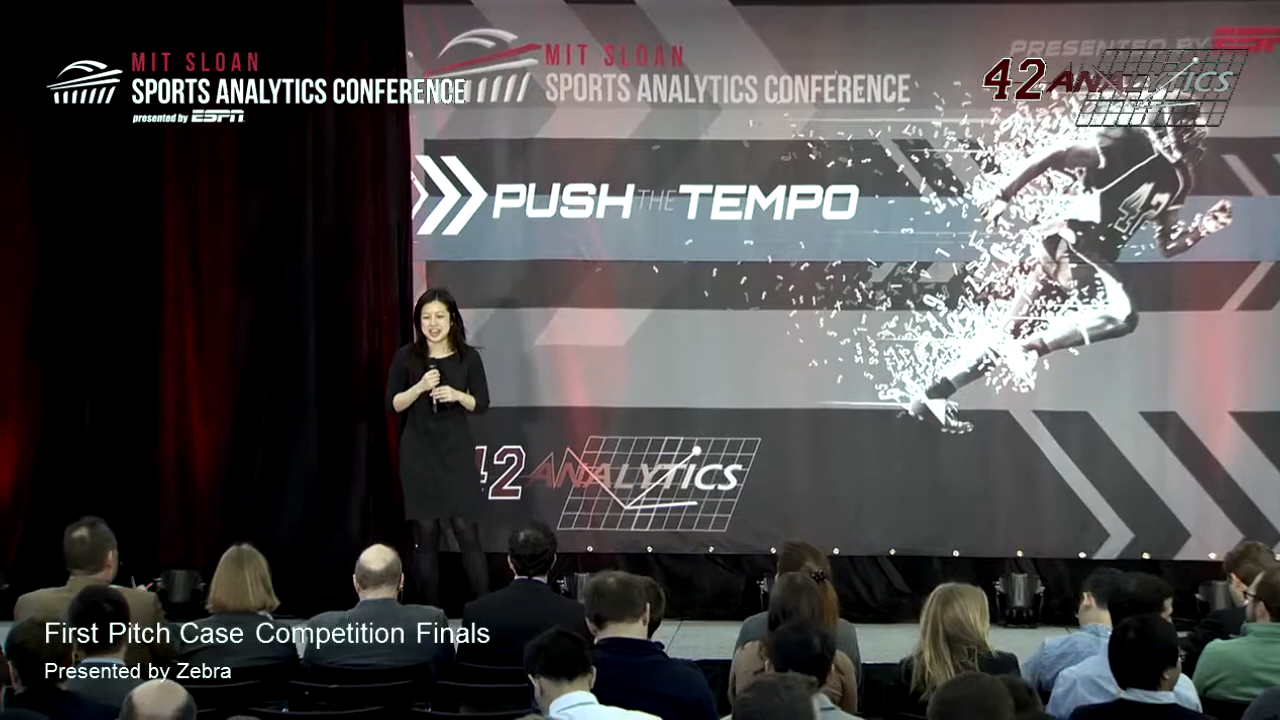 MIT SLOAN
SPORTS ANALYTICS CONFERENCE
presented by ESPN
MIT SLOAN
SPORTS ANALYTICS CONFERENCE
PRESENTED BY ESPN
42 ANALYTICS
PUSH THE TEMPO
42
42 ANALYTICS
First Pitch Case Competition Finals
Presented by Zebra